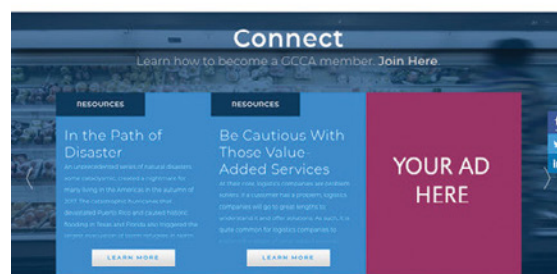 Connect
Learn how to become a GCCA member. Join Here.
RESOURCES
In the Path of
Disaster
An unprecedented series of natural disasters,
some cataclysmic, created a nightmare for
many living in the Americas in the autumn of
2017. The catastrophic hurricanes that
devastated Puerto Rico and caused historic
flooding in Texas and Florida also triggered the
LEARN MORE
RESOURCES
Be Cautious With
Those Value-
Added Services
At their core, logistics companies are problem
solvers. If a customer has a problem, logistics
companies will go to great lengths to
understand it and offer solutions. As such, it is
quite common for logistics companies to
LEARN MORE
YOUR AD
HERE